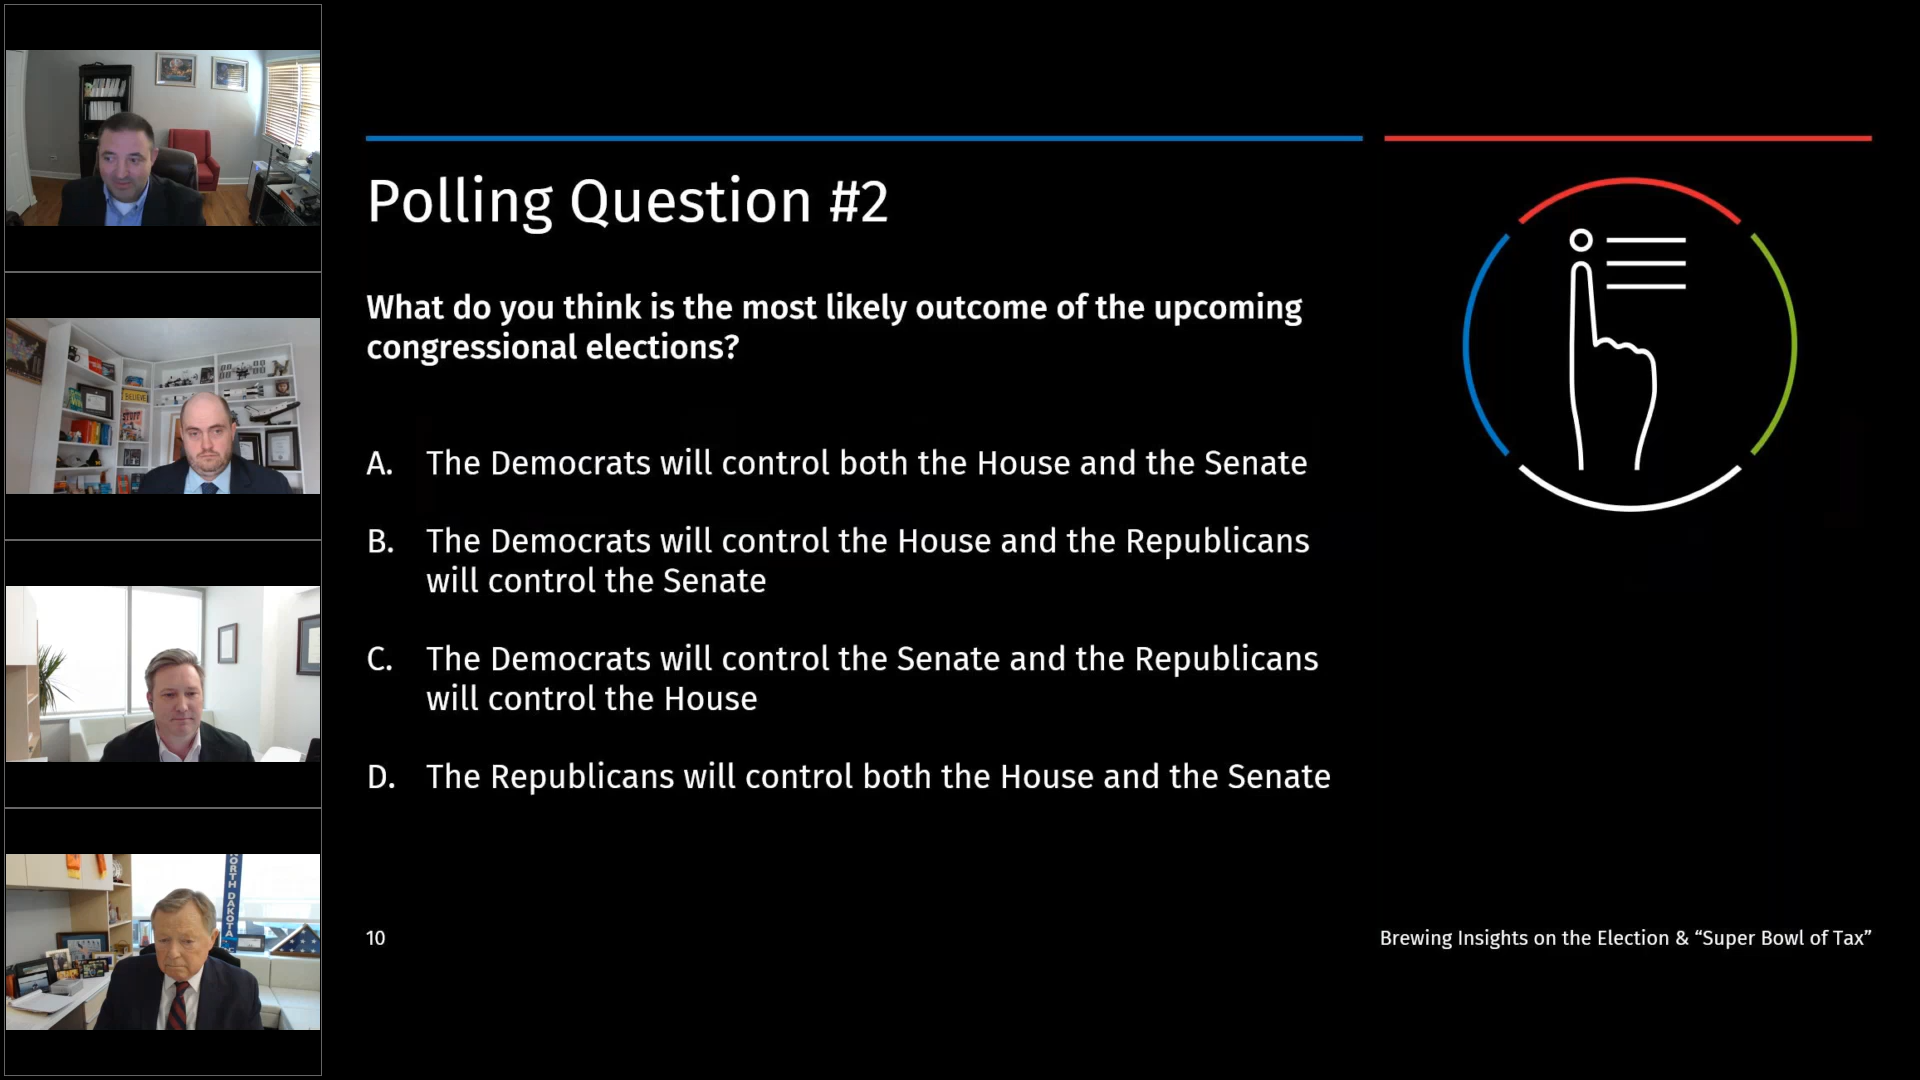 Polling Question #2
What do you think is the most likely outcome of the upcoming
congressional elections?
A. The Democrats will control both the House and the Senate
B. The Democrats will control the House and the Republicans
will control the Senate
C. The Democrats will control the Senate and the Republicans
will control the House
D. The Republicans will control both the House and the Senate
10
Brewing Insights on the Election & “Super Bowl of Tax”
STUFF
NORTH DAKOTA